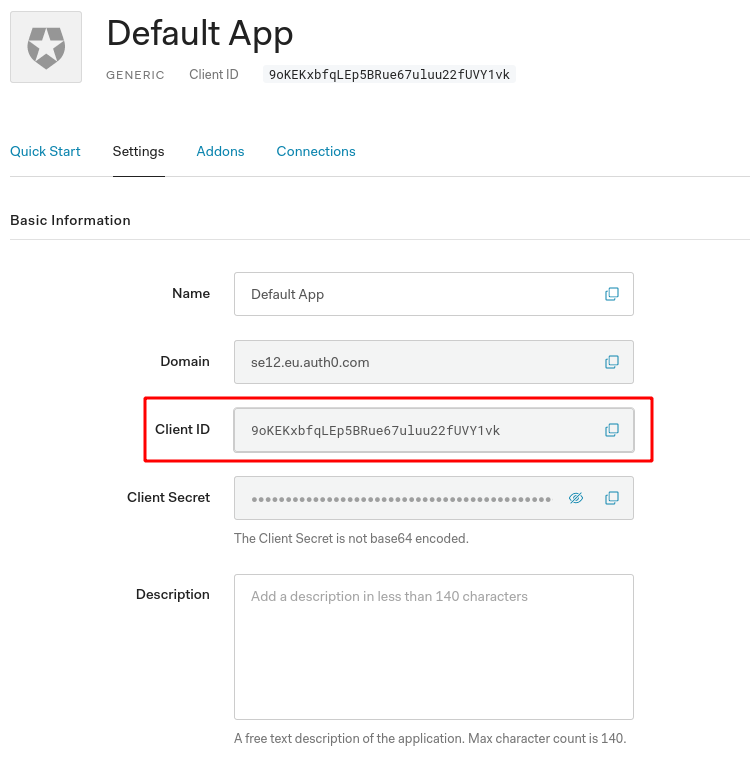 Default App
GENERIC Client ID 9oKEKxbfqLEp5BRue67uluu22fUVY1vk
Quick Start Settings Addons Connections
Basic Information
Name Default App
Domain se12.eu.auth0.com
Client ID 9oKEKxbfqLEp5BRue67uluu22fUVY1vk
Client Secret ••••••••••••••••••••••••••••••••••••••••••••
The Client Secret is not base64 encoded.
Description Add a description in less than 140 characters
A free text description of the application. Max character count is 140.